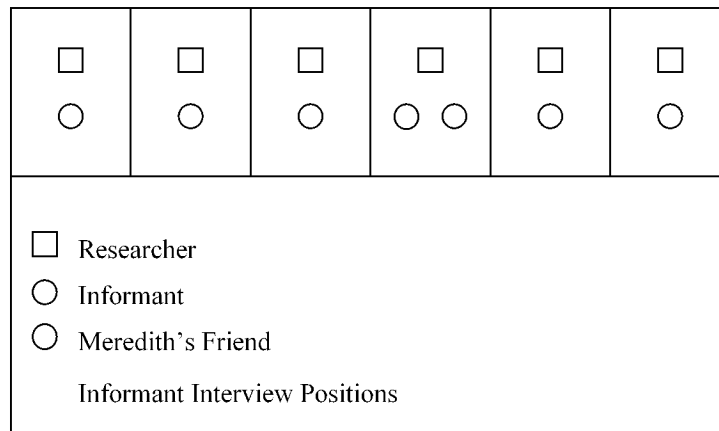 Researcher
Informant
Meredith’s Friend
Informant Interview Positions